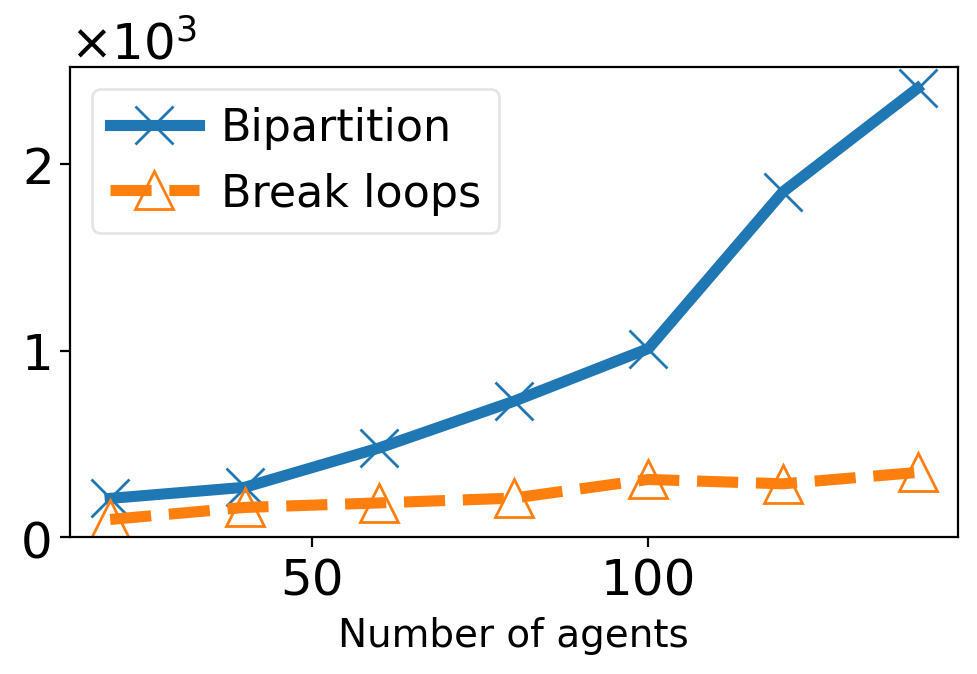 ×10³
Bipartition
Break loops
2
1
0
50 100
Number of agents